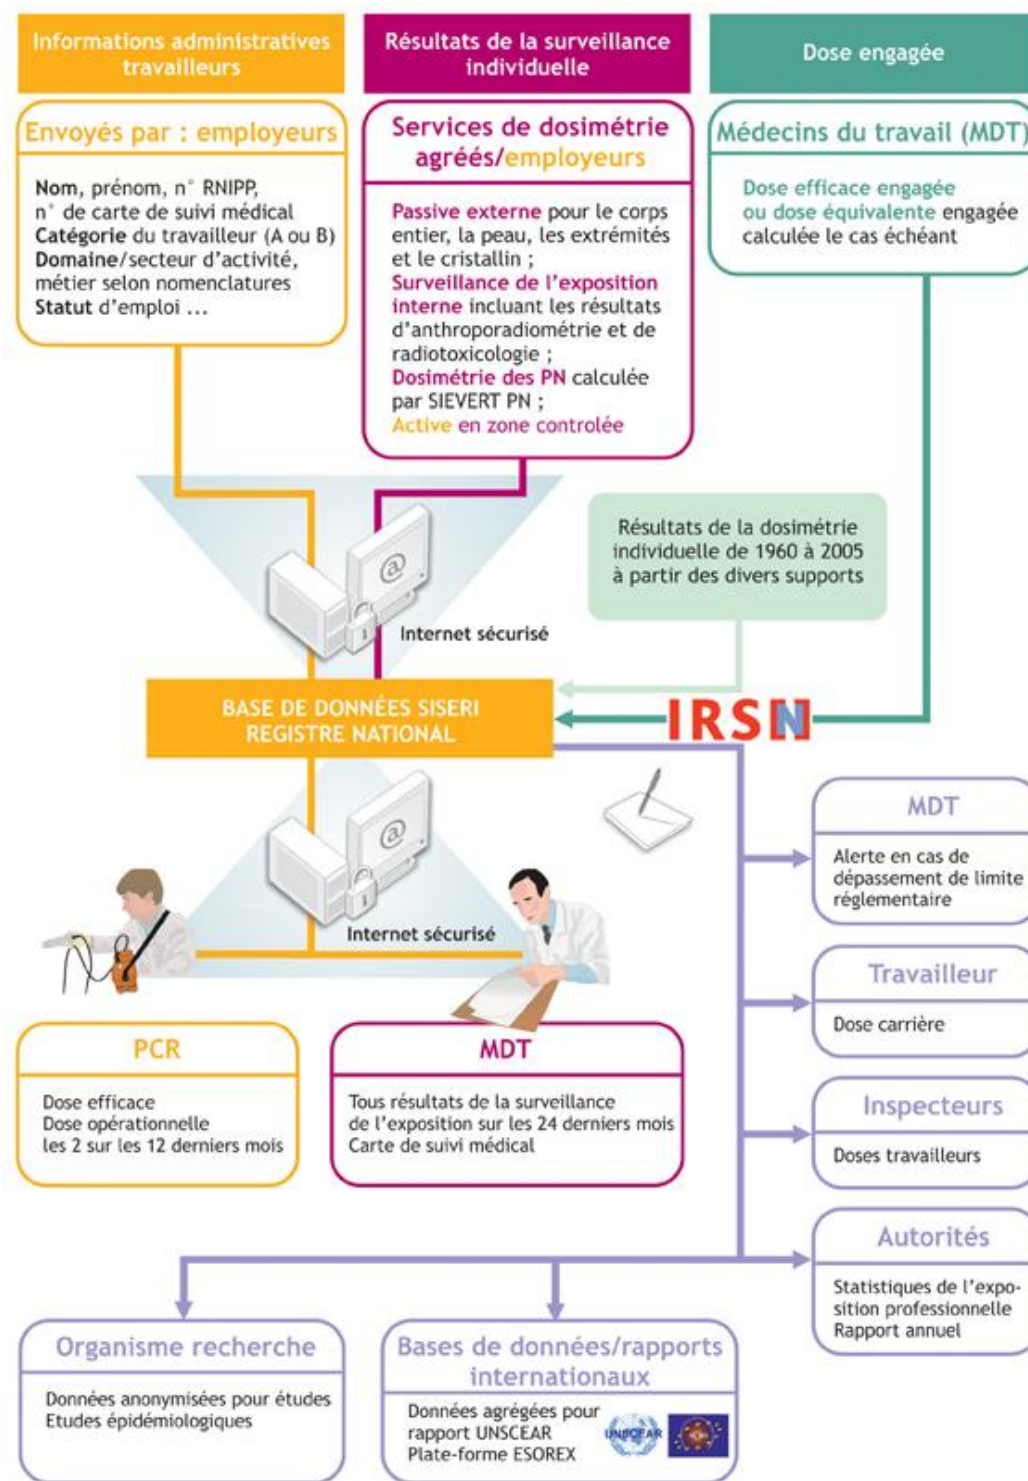 Informations administratives
travailleurs
Résultats de la surveillance
individuelle
Dose engagée
Envoyés par : employeurs
Nom, prénom, n° RNIPP,
n° de carte de suivi médical
Catégorie du travailleur (A ou B)
Domaine/secteur d'activité,
métier selon nomenclatures
Statut d'emploi ...
Services de dosimétrie
agréés/employeurs
Passive externe pour le corps
entier, la peau, les extrémités
et le cristallin ;
Surveillance de l'exposition
interne incluant les résultats
d'anthroporadiométrie et de
radiotoxicologie ;
Dosimétrie des PN calculée
par SIEVERT PN ;
Active en zone controlée
Médecins du travail (MDT)
Dose efficace engagée
ou dose équivalente engagée
calculée le cas échéant
Résultats de la dosimétrie
individuelle de 1960 à 2005
à partir des divers supports
@
Internet sécurisé
BASE DE DONNÉES SISERI
REGISTRE NATIONAL
IRSN
@
Internet sécurisé
PCR
Dose efficace
Dose opérationnelle
les 2 sur les 12 derniers mois
MDT
Tous résultats de la surveillance
de l'exposition sur les 24 derniers mois
Carte de suivi médical
MDT
Alerte en cas de
dépassement de limite
réglementaire
Travailleur
Dose carrière
Inspecteurs
Doses travailleurs
Autorités
Statistiques de l'expo-
sition professionnelle
Rapport annuel
Organisme recherche
Données anonymisées pour études
Etudes épidémiologiques
Bases de données/rapports
internationaux
Données agrégées pour
rapport UNSCEAR
Plate-forme ESOREX
UNSCEAR